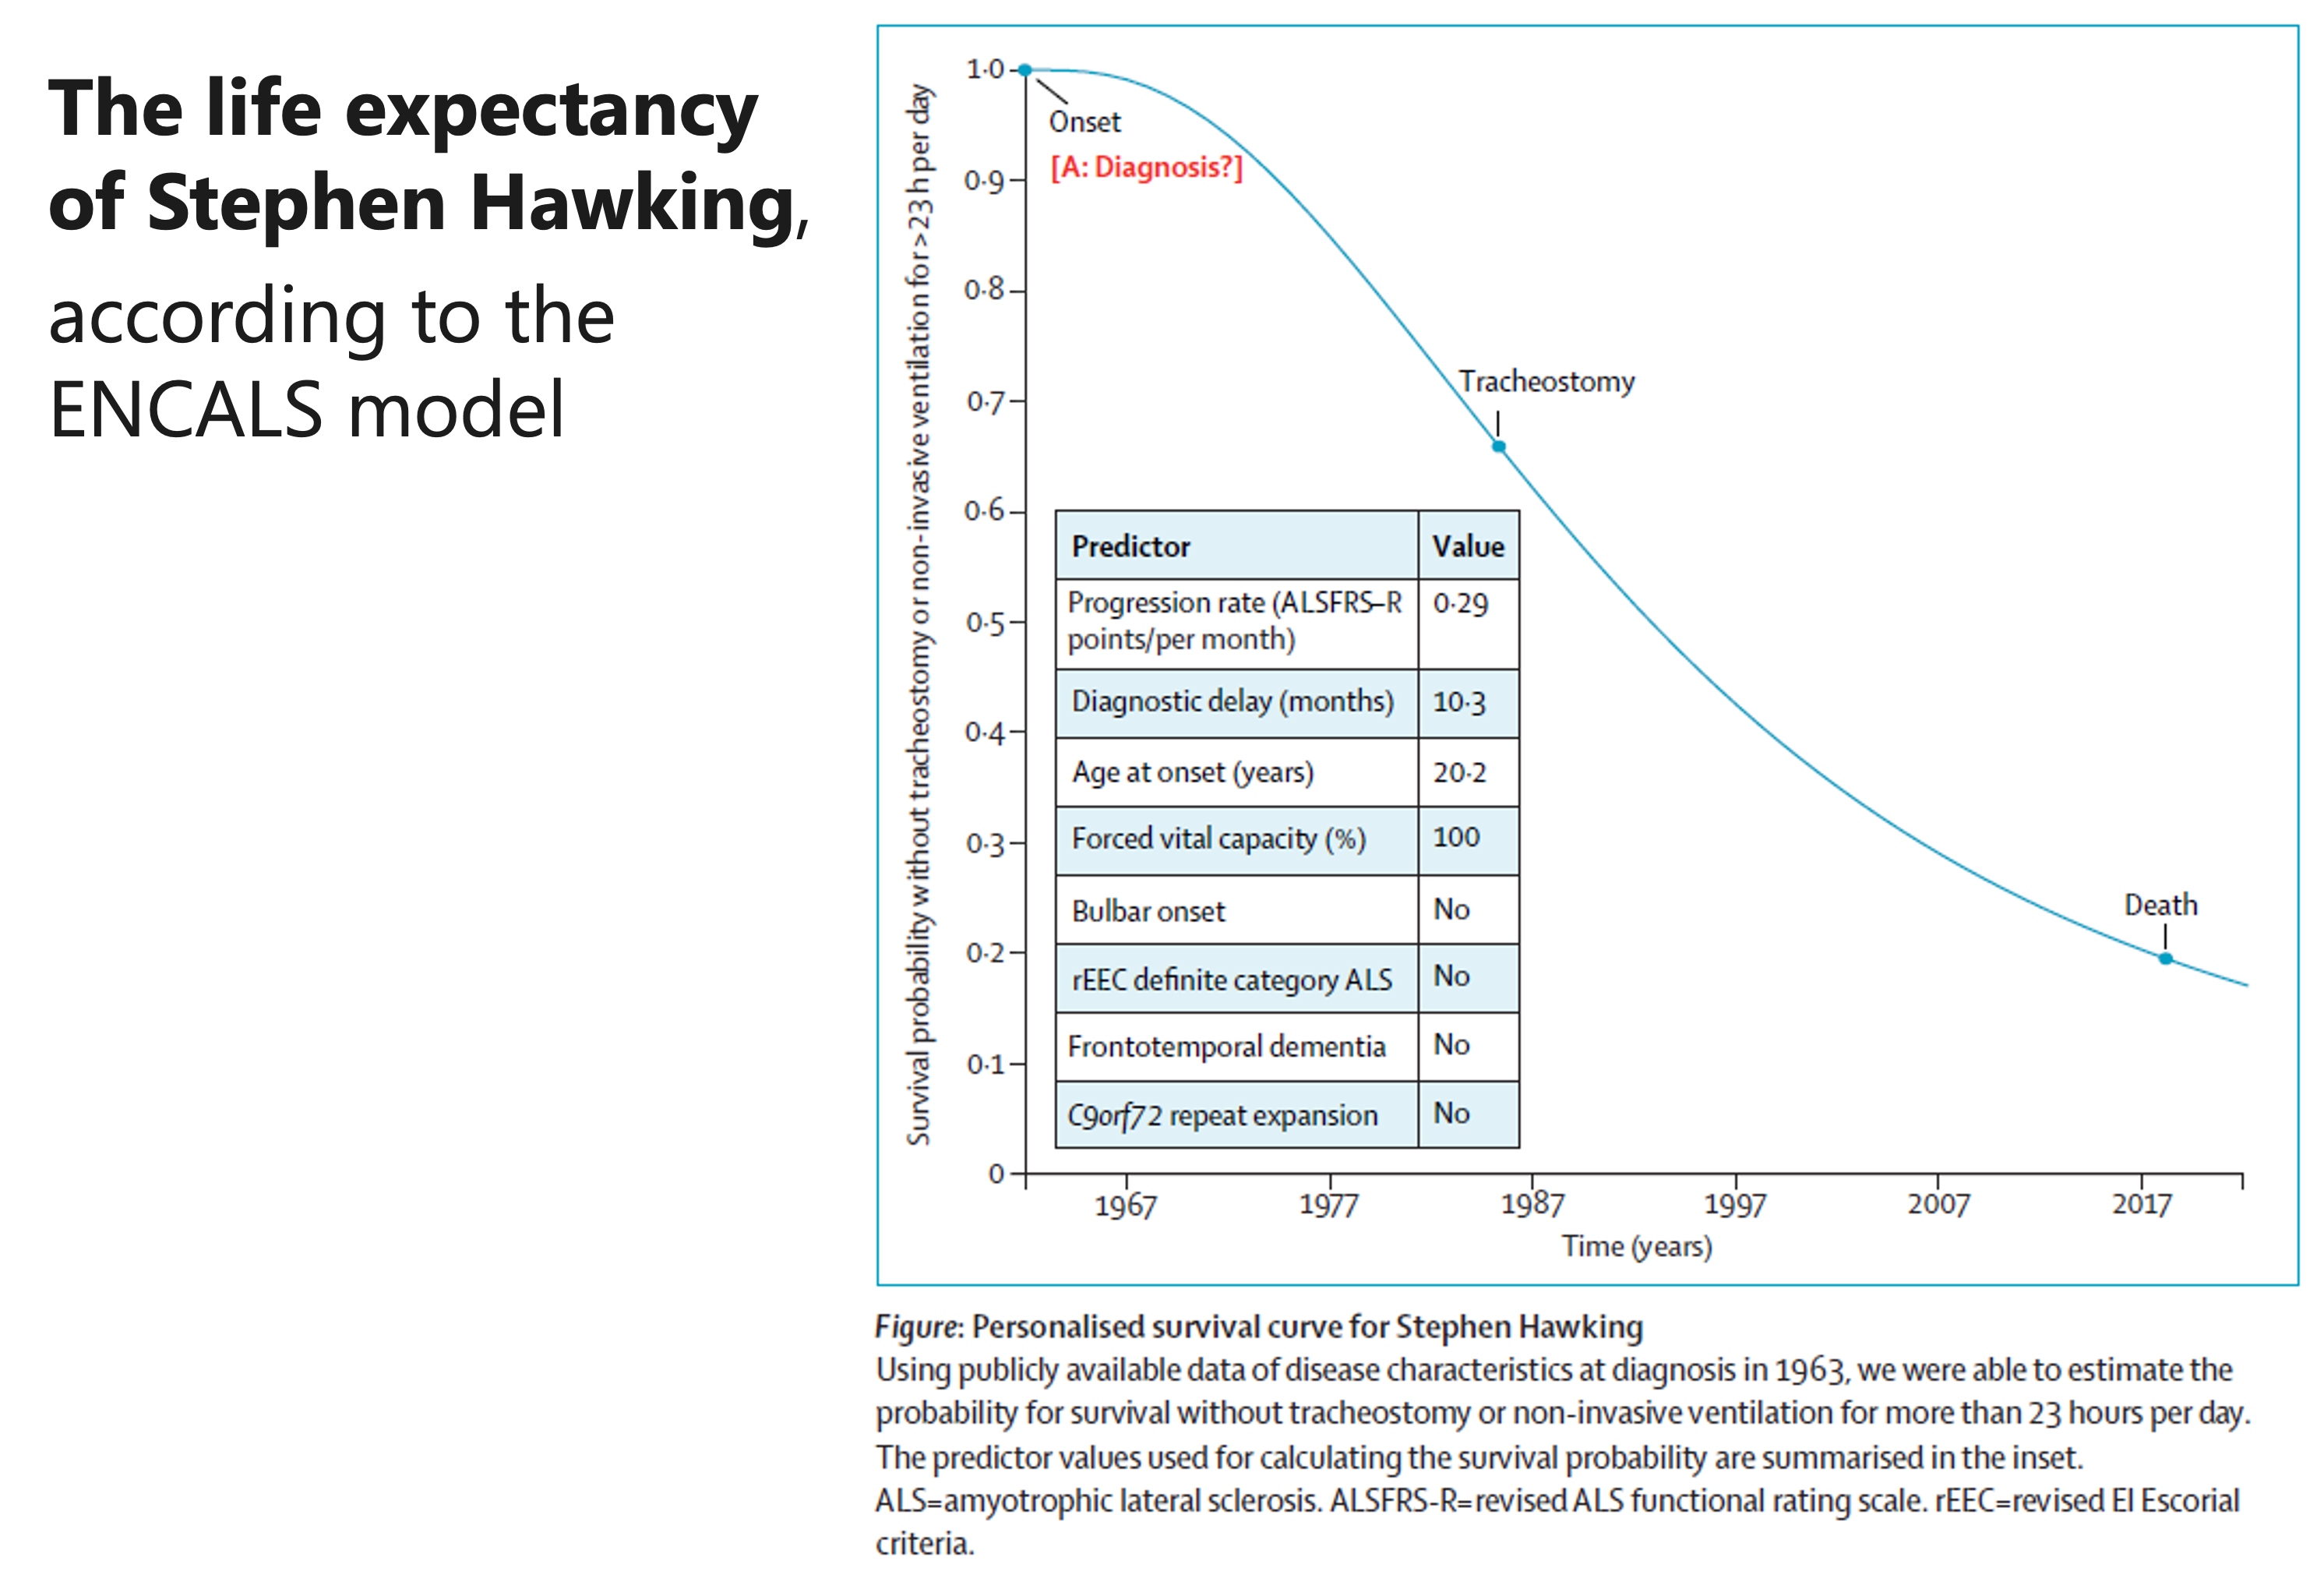 The life expectancy
of Stephen Hawking,
according to the
ENCALS model
Survival probability without tracheostomy or non-invasive ventilation for >23 h per day
1·0
0·9
0·8
0·7
0·6
0·5
0·4
0·3
0·2
0·1
0
Onset
[A: Diagnosis?]
Tracheostomy
Death
Predictor Value
Progression rate (ALSFRS–R 0·29
points/per month)
Diagnostic delay (months) 10·3
Age at onset (years) 20·2
Forced vital capacity (%) 100
Bulbar onset No
rEEC definite category ALS No
Frontotemporal dementia No
C9orf72 repeat expansion No
1967 1977 1987 1997 2007 2017
Time (years)
Figure: Personalised survival curve for Stephen Hawking
Using publicly available data of disease characteristics at diagnosis in 1963, we were able to estimate the
probability for survival without tracheostomy or non-invasive ventilation for more than 23 hours per day.
The predictor values used for calculating the survival probability are summarised in the inset.
ALS=amyotrophic lateral sclerosis. ALSFRS-R=revised ALS functional rating scale. rEEC=revised El Escorial
criteria.